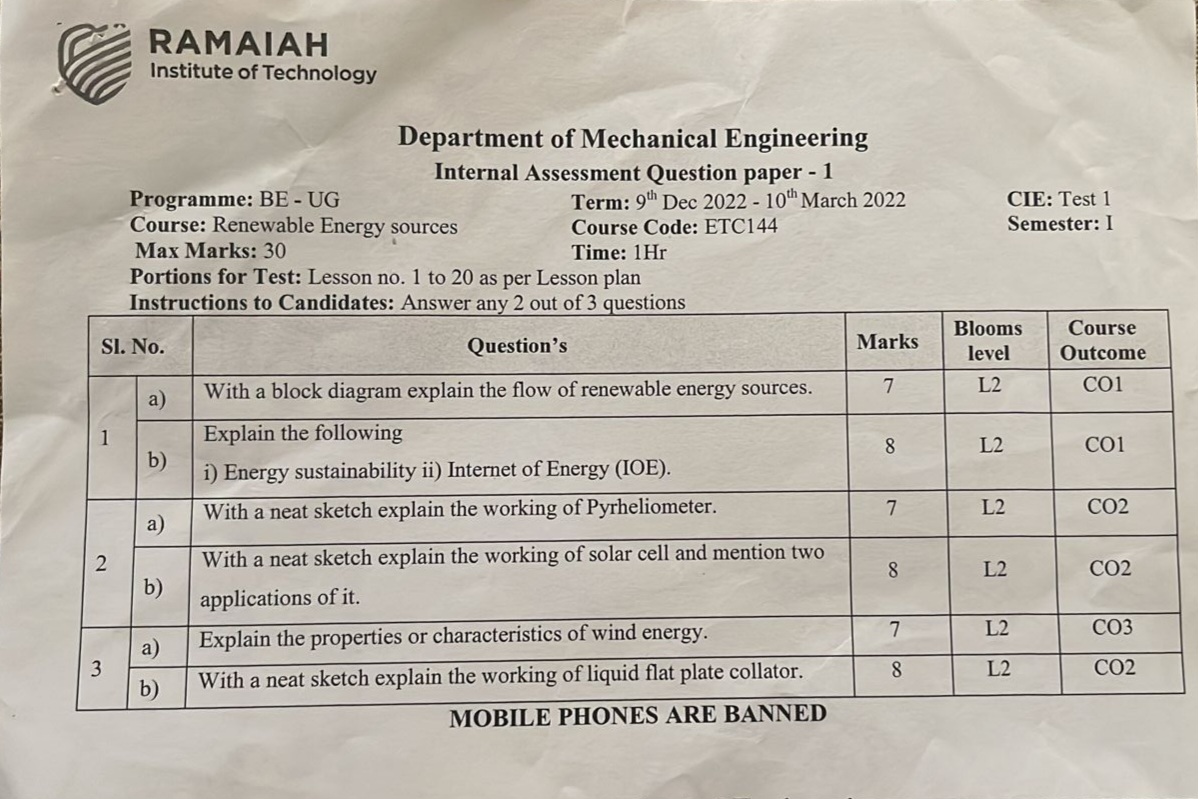 RAMAIAH
Institute of Technology
Department of Mechanical Engineering
Internal Assessment Question paper - 1
Programme: BE - UG Term: 9th Dec 2022 - 10th March 2022 CIE: Test 1
Course: Renewable Energy sources Course Code: ETC144 Semester: I
Max Marks: 30 Time: 1Hr
Portions for Test: Lesson no. 1 to 20 as per Lesson plan
Instructions to Candidates: Answer any 2 out of 3 questions
Sl. No. Question's Marks Blooms level Course Outcome
1 a) With a block diagram explain the flow of renewable energy sources. 7 L2 CO1
b) Explain the following
i) Energy sustainability ii) Internet of Energy (IOE). 8 L2 CO1
2 a) With a neat sketch explain the working of Pyrheliometer. 7 L2 CO2
b) With a neat sketch explain the working of solar cell and mention two
applications of it. 8 L2 CO2
3 a) Explain the properties or characteristics of wind energy. 7 L2 CO3
b) With a neat sketch explain the working of liquid flat plate collator. 8 L2 CO2
MOBILE PHONES ARE BANNED